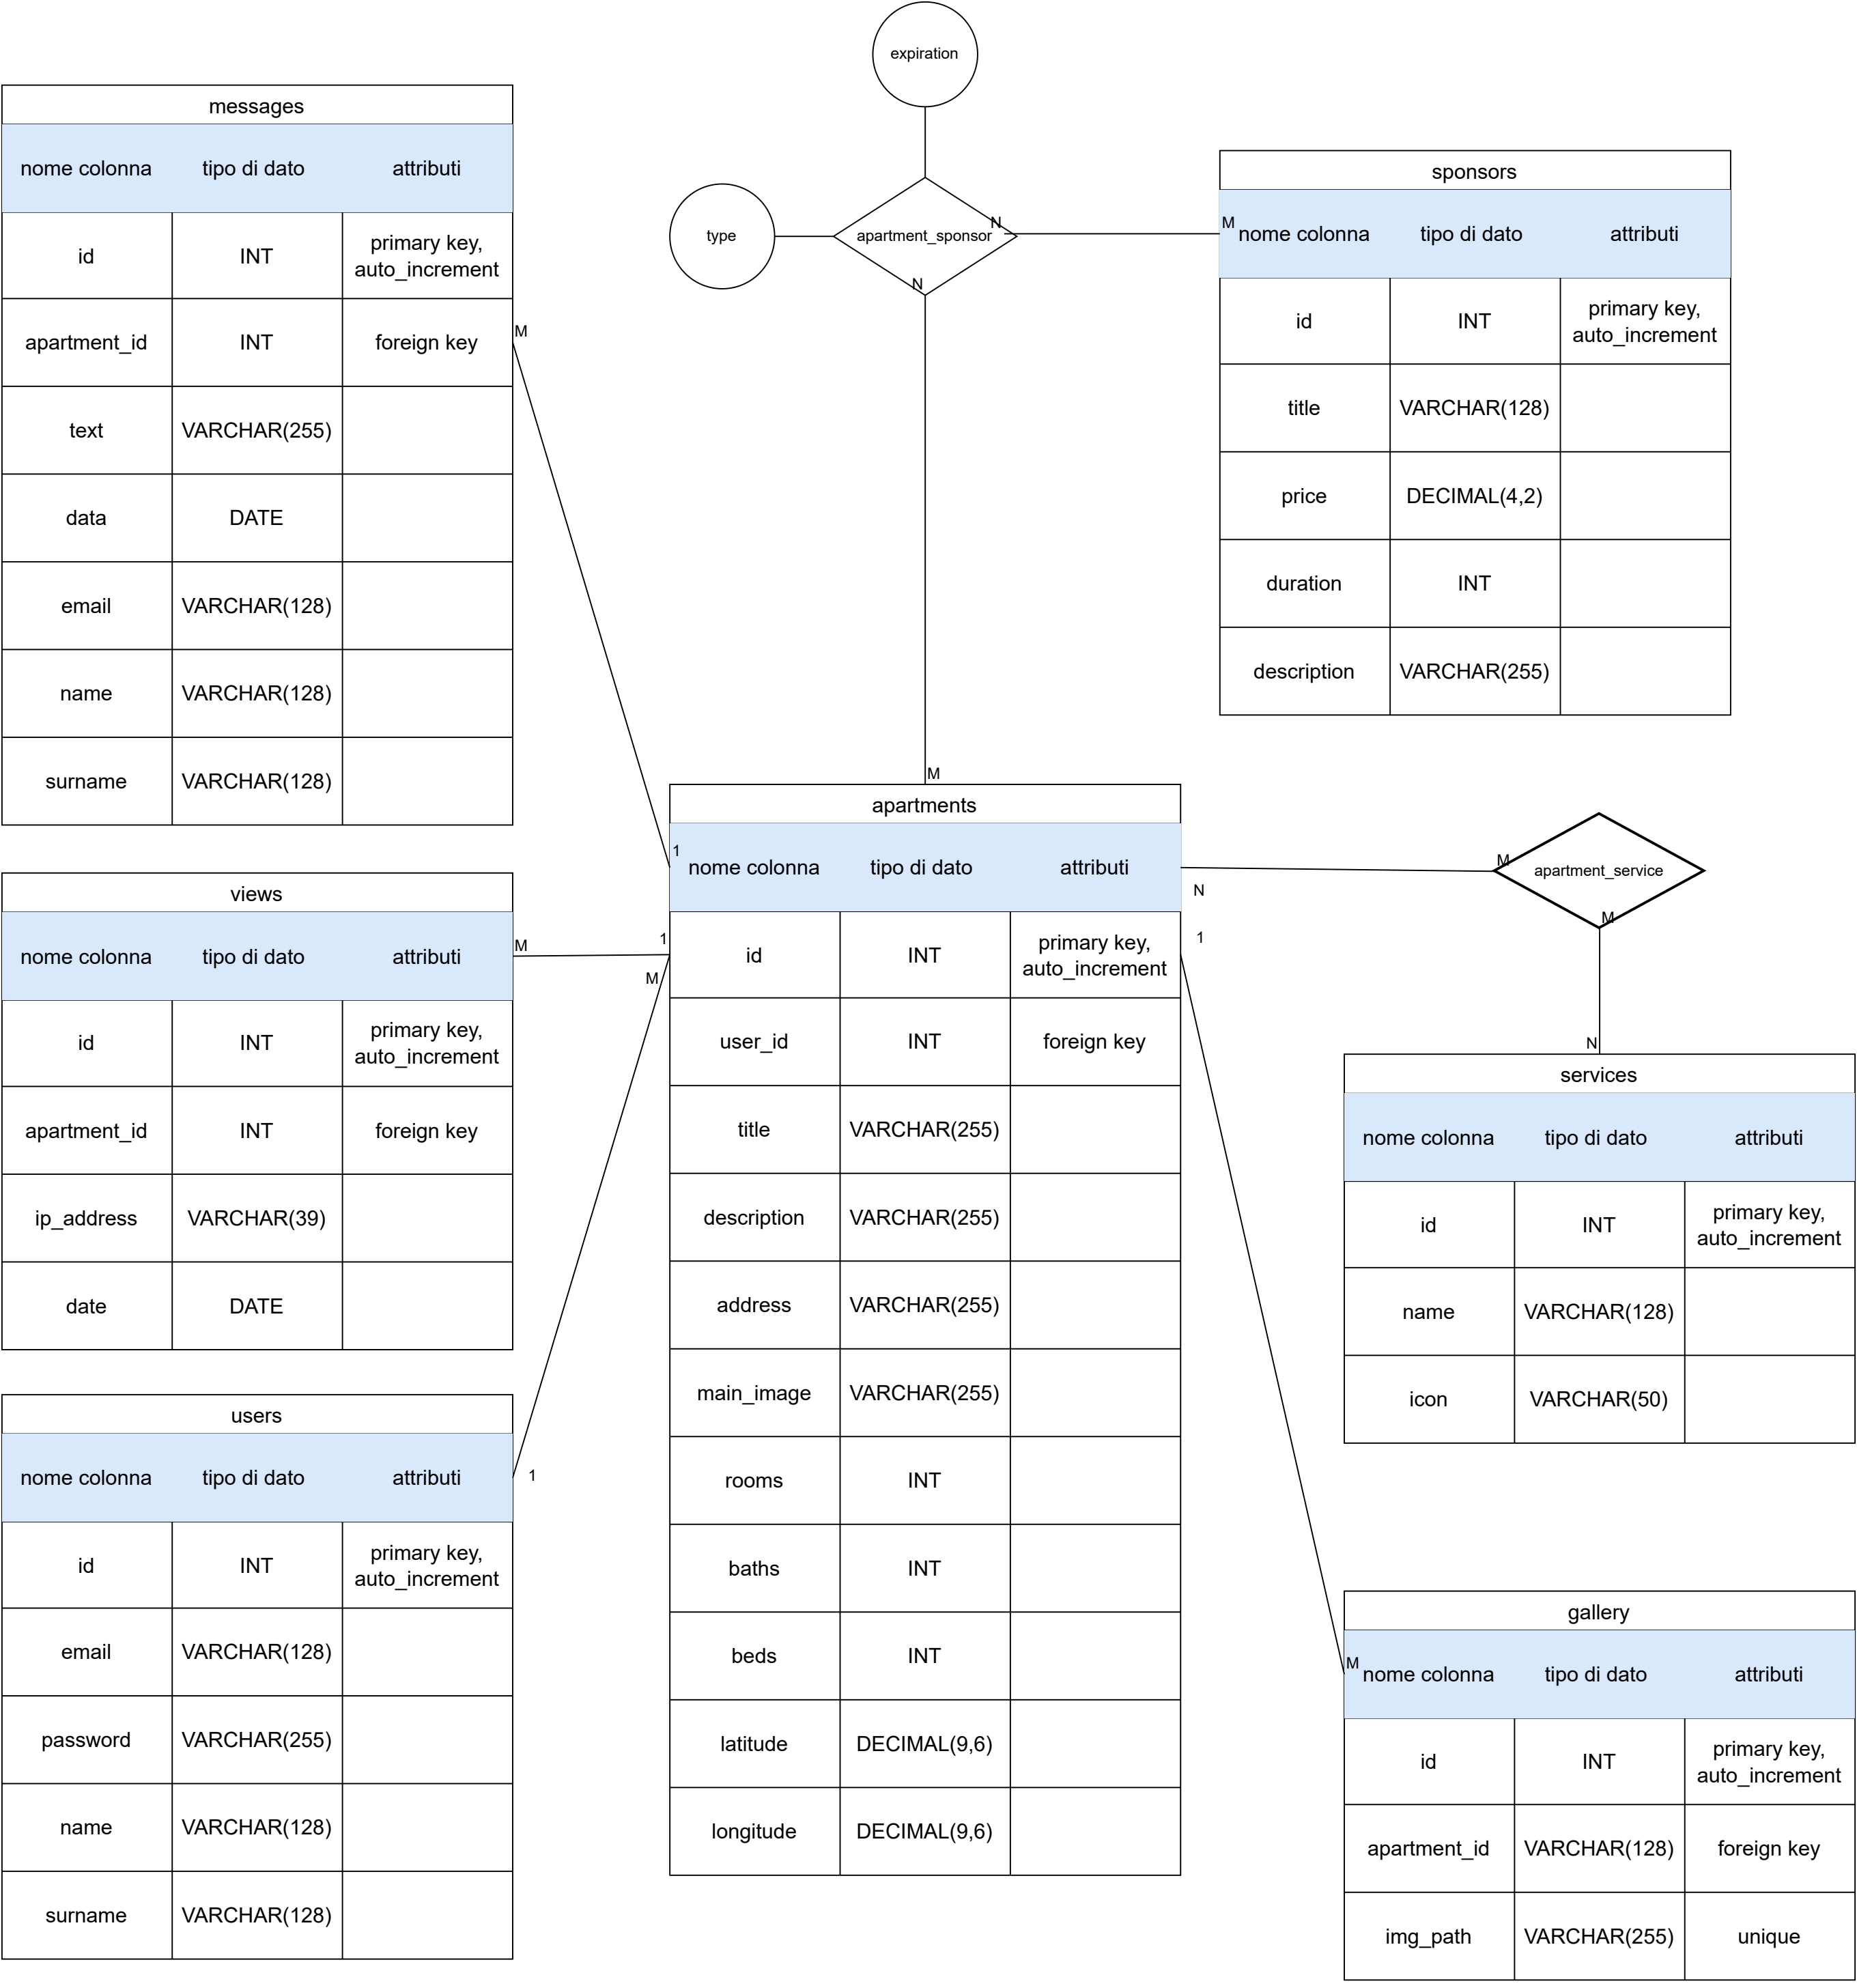 expiration
type
apartment_sponsor
N
N
M
M
messages
nome colonna tipo di dato attributi
id INT primary key,
auto_increment
apartment_id INT foreign key
M
text VARCHAR(255)
data DATE
email VARCHAR(128)
name VARCHAR(128)
surname VARCHAR(128)
sponsors
nome colonna tipo di dato attributi
id INT primary key,
auto_increment
title VARCHAR(128)
price DECIMAL(4,2)
duration INT
description VARCHAR(255)
views
nome colonna tipo di dato attributi
M
id INT primary key,
auto_increment
apartment_id INT foreign key
ip_address VARCHAR(39)
date DATE
users
nome colonna tipo di dato attributi
1
id INT primary key,
auto_increment
email VARCHAR(128)
password VARCHAR(255)
name VARCHAR(128)
surname VARCHAR(128)
apartments
1
nome colonna tipo di dato attributi
N
1
1
M
id INT primary key,
auto_increment
user_id INT foreign key
title VARCHAR(255)
description VARCHAR(255)
address VARCHAR(255)
main_image VARCHAR(255)
rooms INT
baths INT
beds INT
latitude DECIMAL(9,6)
longitude DECIMAL(9,6)
M
apartment_service
M
N
services
nome colonna tipo di dato attributi
id INT primary key,
auto_increment
name VARCHAR(128)
icon VARCHAR(50)
gallery
M
nome colonna tipo di dato attributi
id INT primary key,
auto_increment
apartment_id VARCHAR(128) foreign key
img_path VARCHAR(255) unique